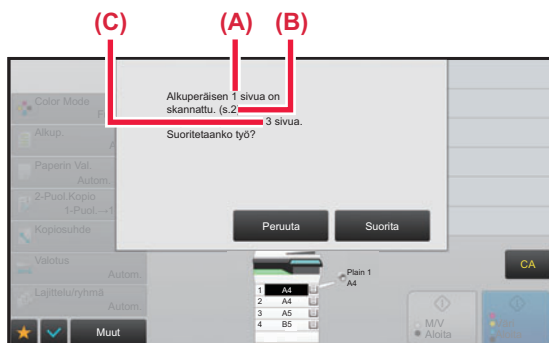 (C) (A) (B)
Alkuperäisen 1 sivua on
skannattu. (s.2)
3 sivua.
Suoritetaanko työ?
Peruuta Suorita
Color Mode
Alkup.
Paperin Val.
Autom.
2-Puol.Kopio
1-Puol.→1
Kopiosuhde
Valotus
Autom.
Lajittelu/ryhmä
Autom.
Muut
Plain 1
A4
1 A4
2 A4
3 A5
4 B5
CA
M/V
Aloita